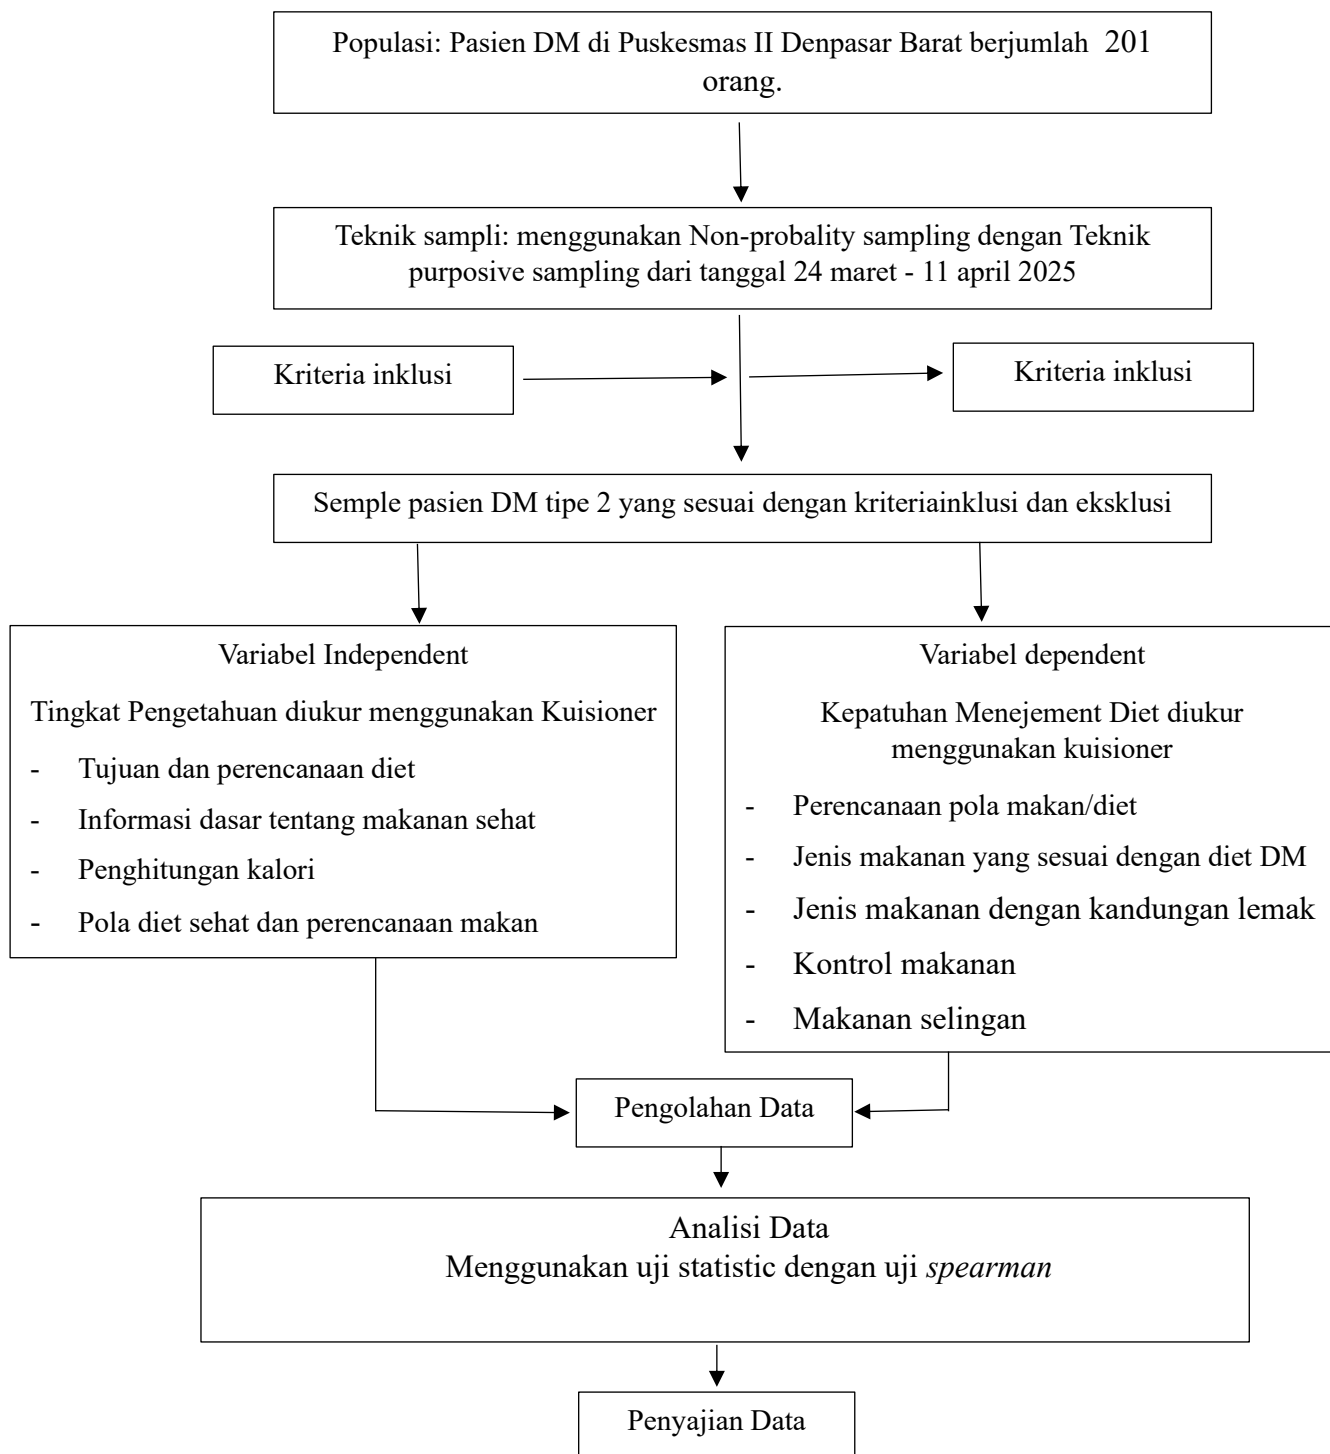 Populasi: Pasien DM di Puskesmas II Denpasar Barat berjumlah 201
orang.
Teknik sampli: menggunakan Non-probality sampling dengan Teknik
purposive sampling dari tanggal 24 maret - 11 april 2025
Kriteria inklusi
Kriteria inklusi
Semple pasien DM tipe 2 yang sesuai dengan kriteriainklusi dan eksklusi
Variabel Independent
Tingkat Pengetahuan diukur menggunakan Kuisioner
- Tujuan dan perencanaan diet
- Informasi dasar tentang makanan sehat
- Penghitungan kalori
- Pola diet sehat dan perencanaan makan
Variabel dependent
Kepatuhan Menejement Diet diukur
menggunakan kuisioner
- Perencanaan pola makan/diet
- Jenis makanan yang sesuai dengan diet DM
- Jenis makanan dengan kandungan lemak
- Kontrol makanan
- Makanan selingan
Pengolahan Data
Analisi Data
Menggunakan uji statistic dengan uji spearman
Penyajian Data